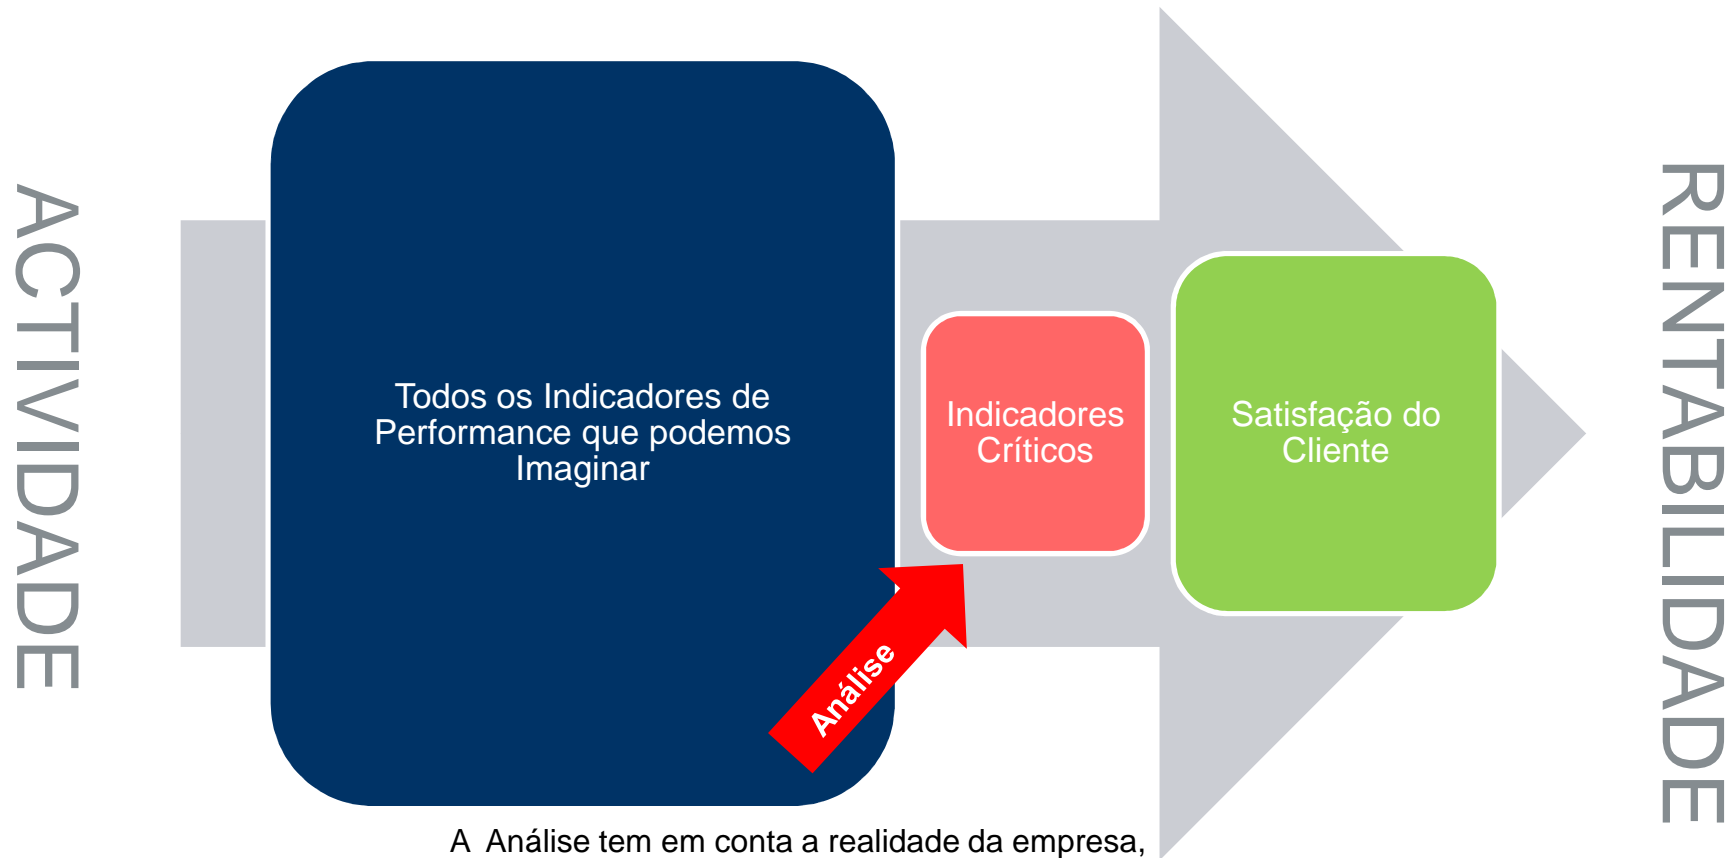 ACTIVIDADE
Todos os Indicadores de
Performance que podemos
Imaginar
Indicadores
Críticos
Satisfação do
Cliente
RENTABILIDADE
Análise
A  Análise tem em conta a realidade da empresa,